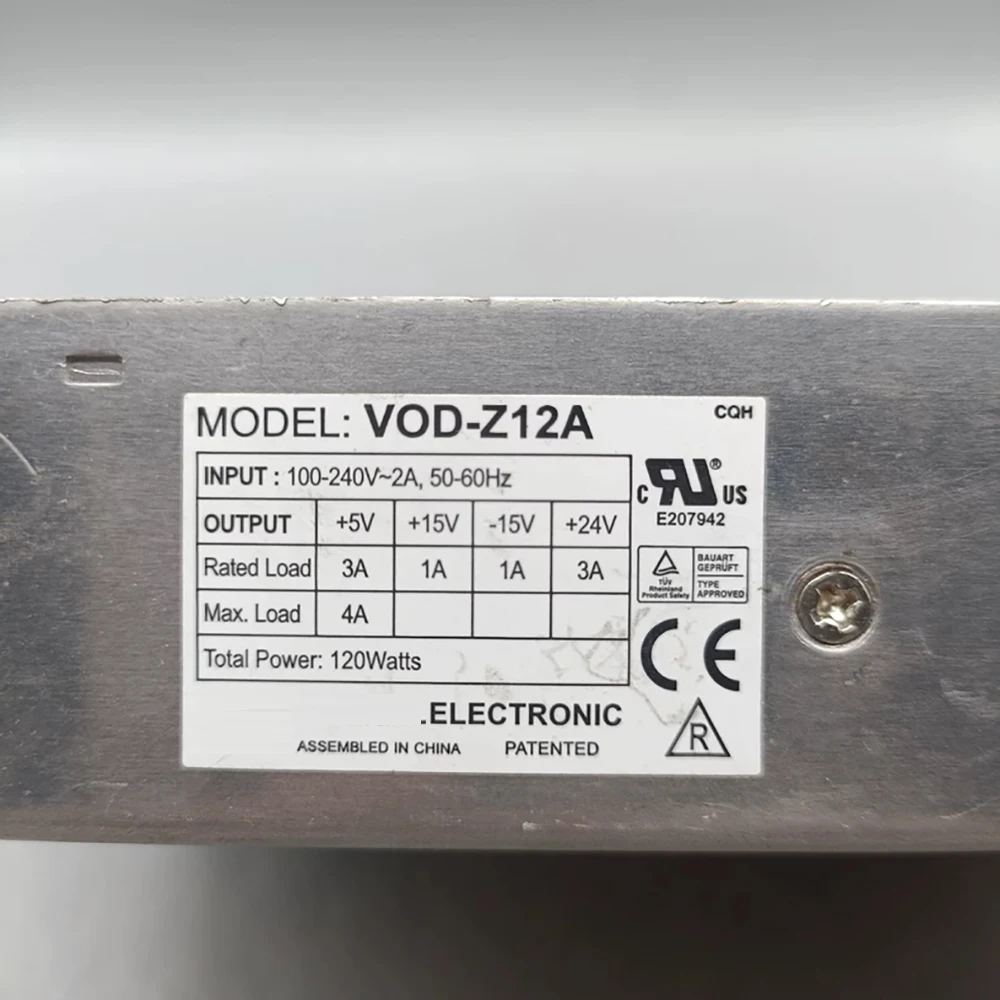 MODEL: VOD-Z12A
CQH
INPUT : 100-240V~2A, 50-60Hz
OUTPUT +5V +15V -15V +24V
Rated Load 3A 1A 1A 3A
Max. Load 4A
Total Power: 120Watts
C RU® US
E207942
TÜV
Rheinland
Product Safety
BAUART
GEPRÜFT
TYPE
APPROVED
CE
.ELECTRONIC
ASSEMBLED IN CHINA PATENTED
R